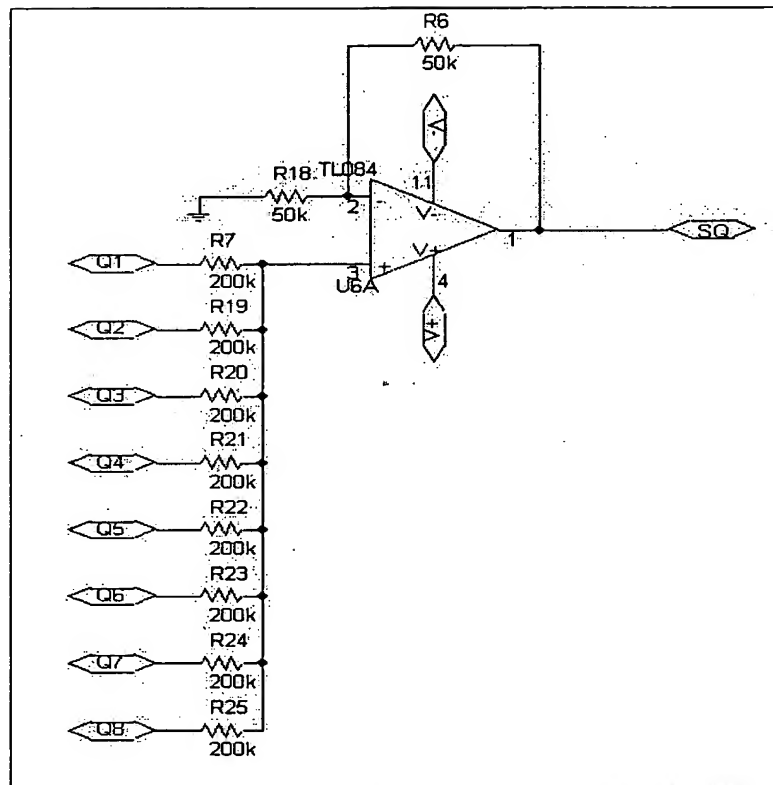 R6
50k
V-
TL084
11
R18
2
-
V-
50k
1
SQ
R7
V+
Q1
3
+
200k
U6A
4
R19
Q2
V+
200k
R20
Q3
200k
R21
Q4
200k
R22
Q5
200k
R23
Q6
200k
R24
Q7
200k
R25
Q8
200k